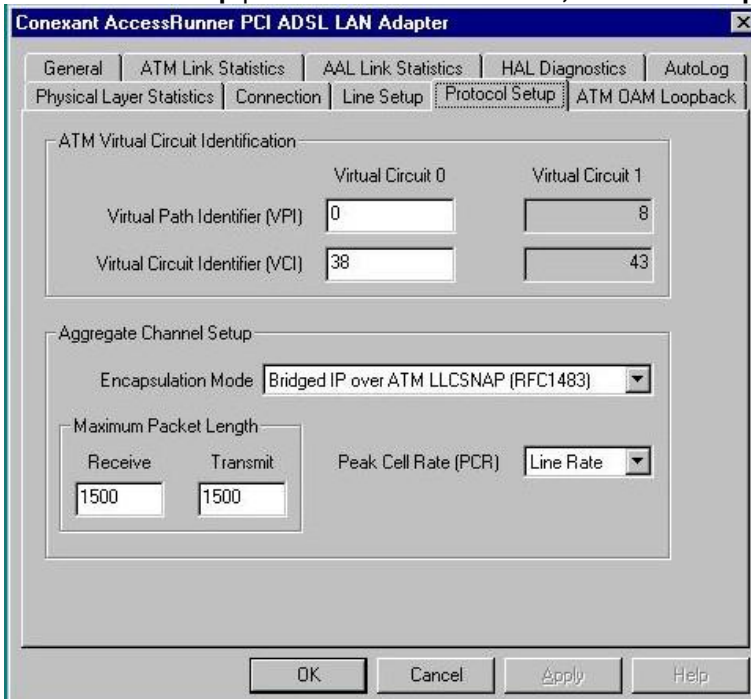 Conexant AccessRunner PCI ADSL LAN Adapter
General ATM Link Statistics AAL Link Statistics HAL Diagnostics AutoLog
Physical Layer Statistics Connection Line Setup Protocol Setup ATM OAM Loopback
ATM Virtual Circuit Identification
Virtual Circuit 0 Virtual Circuit 1
Virtual Path Identifier (VPI) 0 8
Virtual Circuit Identifier (VCI) 38 43
Aggregate Channel Setup
Encapsulation Mode Bridged IP over ATM LLCSNAP (RFC1483)
Maximum Packet Length
Receive Transmit Peak Cell Rate (PCR) Line Rate
1500 1500
OK Cancel Apply Help